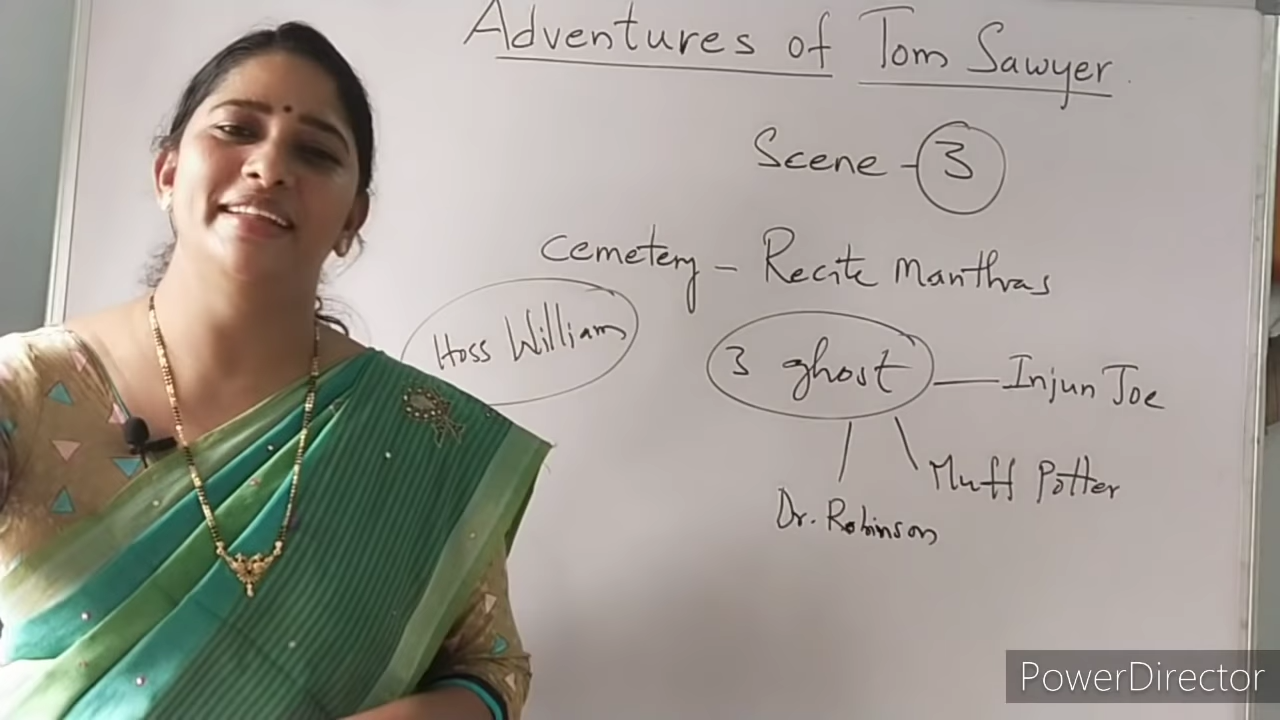 Adventures of Tom Sawyer
Scene - 3
Cemetery - Recite Manthras
Hoss William
3 ghost
Injun Joe
Muff Potter
Dr. Robinson
PowerDirector